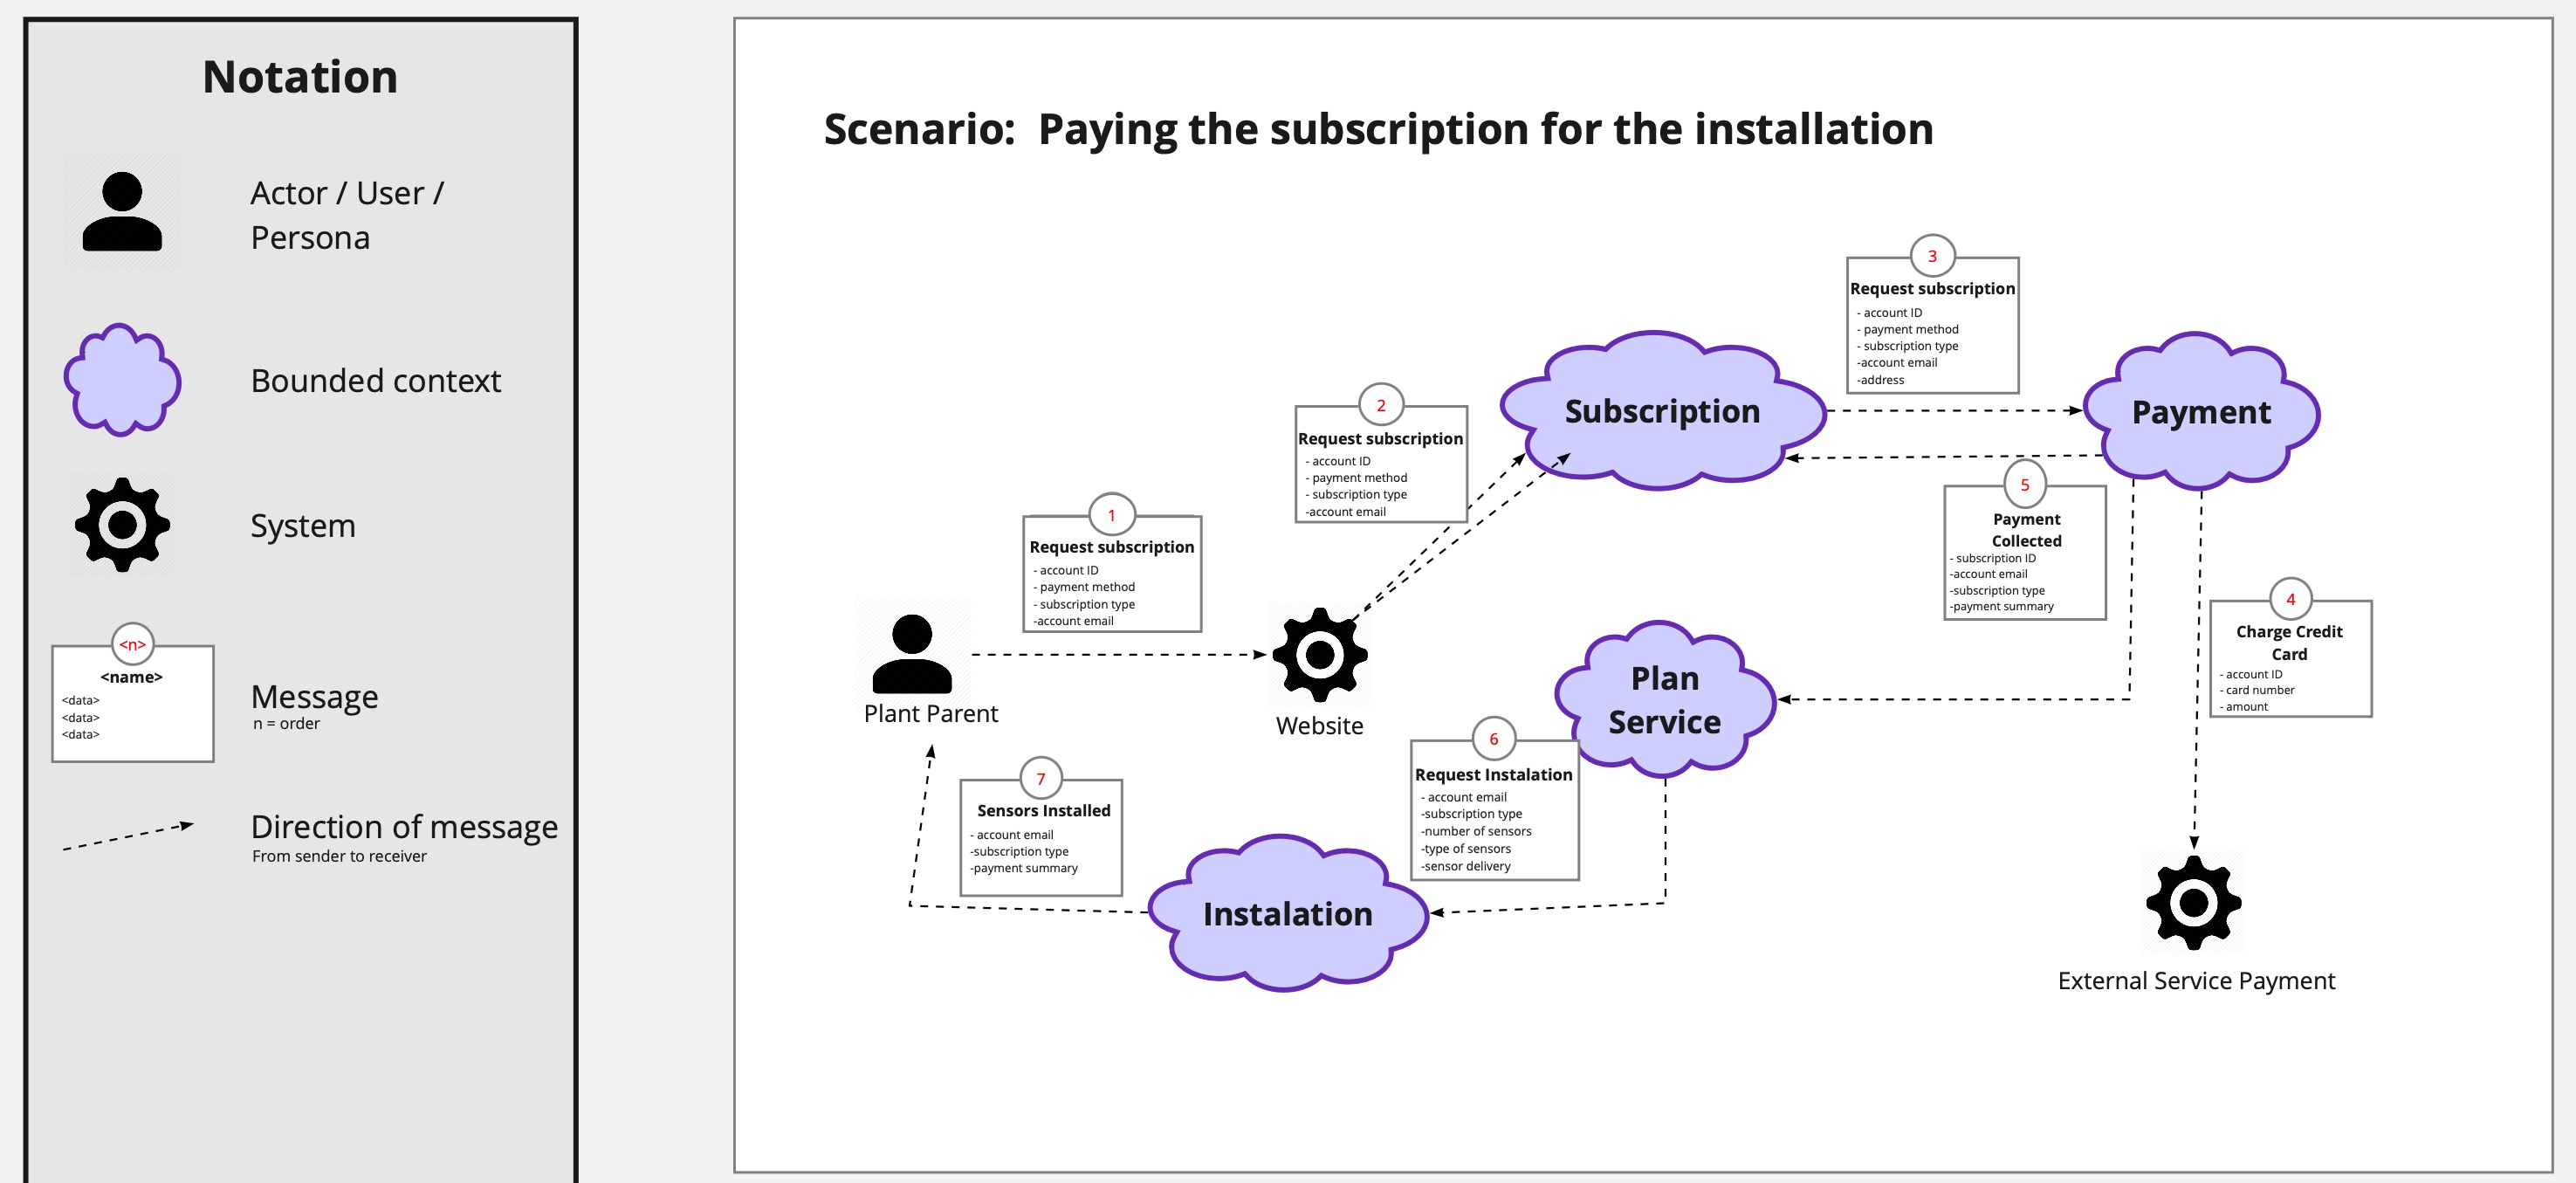 Notation
Actor / User /
Persona
Bounded context
System
<n>
<name>
<data>
<data>
<data>
Message
n = order
Direction of message
From sender to receiver
Scenario:  Paying the subscription for the installation
1
Request subscription
- account ID
- payment method
- subscription type
-account email
Plant Parent
2
Request subscription
- account ID
- payment method
- subscription type
-account email
Website
Subscription
3
Request subscription
- account ID
- payment method
- subscription type
-account email
-address
Payment
5
Payment
Collected
- subscription ID
-account email
-subscription type
-payment summary
4
Charge Credit
Card
- account ID
- card number
- amount
External Service Payment
Plan
Service
6
Request Instalation
- account email
-subscription type
-number of sensors
-type of sensors
-sensor delivery
Instalation
7
Sensors Installed
- account email
-subscription type
-payment summary